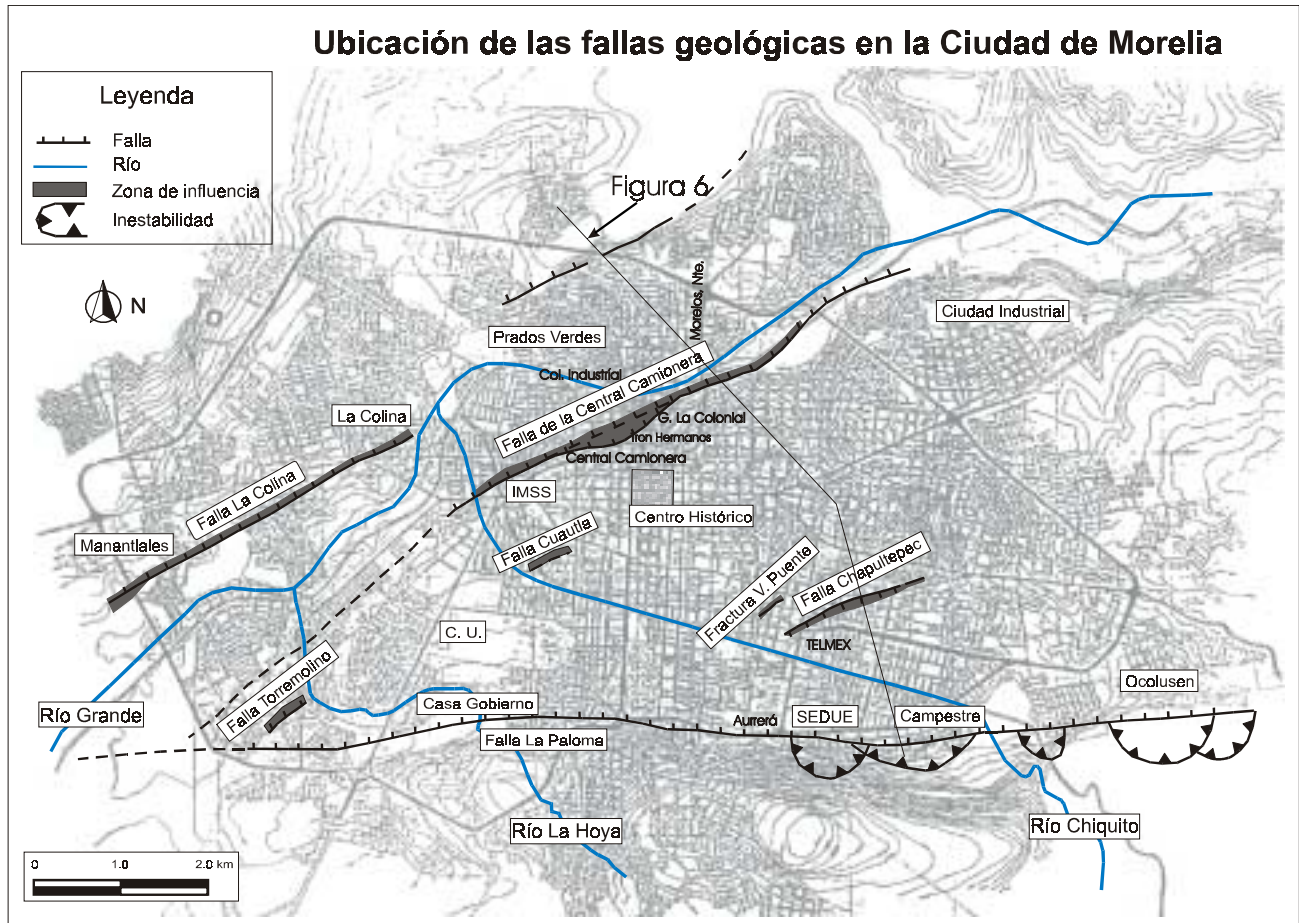 Ubicación de las fallas geológicas en la Ciudad de Morelia
Leyenda
Falla
Río
Zona de influencia
Inestabilidad
N
Figura 6
Morelos, Nte.
Ciudad Industrial
Prados Verdes
Col. Industrial
Falla de la Central Camionera
La Colina
G. La Colonial
Iron Hermanos
Central Camionera
Falla La Colina
IMSS
Centro Histórico
Manantlales
Falla Cuautla
Fractura V. Puente
Falla Chapultepec
C. U.
TELMEX
Falla Torremolino
Ocolusen
Río Grande
Casa Gobierno
Aurrerá
SEDUE
Campestre
Falla La Paloma
Río La Hoya
Río Chiquito
0 1.0 2.0 km